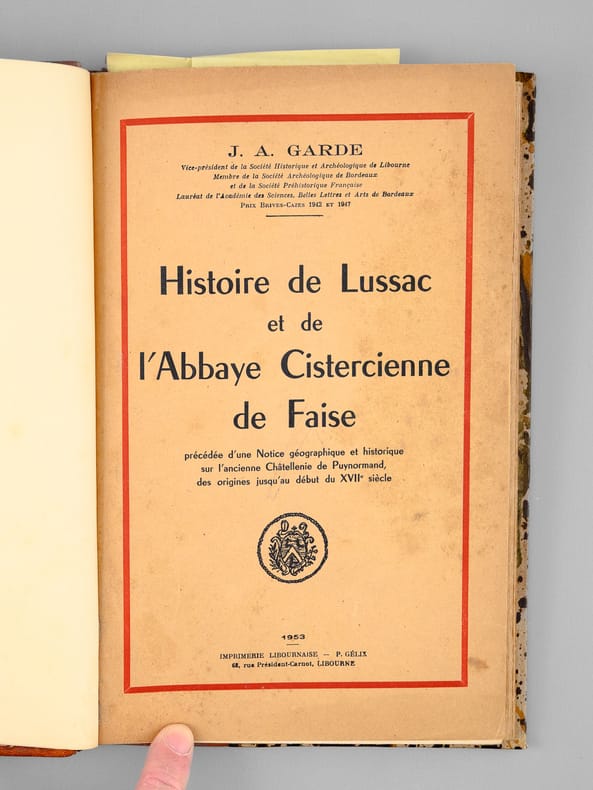 J. A. GARDE
Vice-président de la Société Historique et Archéologique de Libourne
Membre de la Société Archéologique de Bordeaux
et de la Société Préhistorique Française
Lauréat de l'Académie des Sciences, Belles Lettres et Arts de Bordeaux
PRIX BRIVES-CAZES 1942 ET 1947
Histoire de Lussac
et de
l'Abbaye Cistercienne
de Faise
précédée d'une Notice géographique et historique
sur l'ancienne Châtellenie de Puynormand,
des origines jusqu'au début du XVIIe siècle
1953
IMPRIMERIE LIBOURNAISE -- P. GÉLIX
68, rue Président-Carnot, LIBOURNE